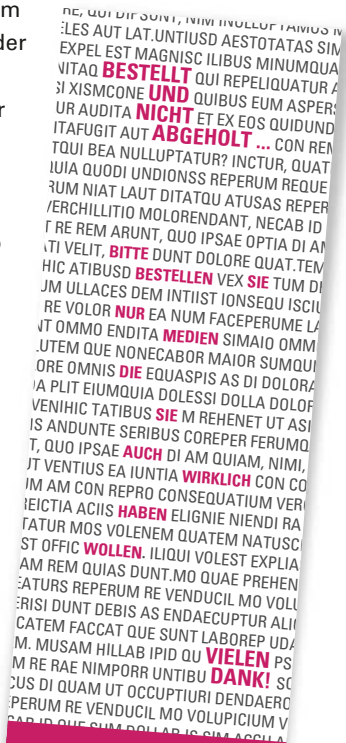 m
der
r
RE, QUI DIPSUNT, NIM INULLUPTAMUS
ELES AUT LAT.UNTIUSD AESTOTATAS SIM
EXPEL EST MAGNISC ILIBUS MINUMQUA
NITAQ BESTELLT QUI REPELIQUATUR A
SI XISMCONE UND QUIBUS EUM ASPER
UR AUDITA NICHT ET EX EOS QUIDUND
ITAFUGIT AUT ABGEHOLT ... CON REM
TQUI BEA NULLUPTATUR? INCTUR, QUAT
UIA QUODI UNDIONSS REPERUM REQUE
RUM NIAT LAUT DITATQU ATUSAS REPER
VERCHILLITIO MOLORENDANT, NECAB ID
T RE REM ARUNT, QUO IPSAE OPTIA DI AN
ATI VELIT, BITTE DUNT DOLORE QUAT.TEM
HIC ATIBUSD BESTELLEN VEX SIE TUM DI
UM ULLACES DEM INTIIST IONSEQU ISCIU
RE VOLOR NUR EA NUM FACEPERUME LA
NT OMMO ENDITA MEDIEN SIMAIO OMM
LUTEM QUE NONECABOR MAIOR SUMQUI
ORE OMNIS DIE EQUASPIS AS DI DOLORA
A PLIT EIUMQUIA DOLESSI DOLLA DOLOR
VENIHIC TATIBUS SIE M REHENET UT ASI
IS ANDUNTE SERIBUS COREPER FERUMQ
T, QUO IPSAE AUCH DI AM QUIAM, NIMI,
UT VENTIUS EA IUNTIA WIRKLICH CON CO
IM AM CON REPRO CONSEQUATIUM VER
EICTIA ACIIS HABEN ELIGNIE NIENDI RA
TATUR MOS VOLENEM QUATEM NATUSC
ST OFFIC WOLLEN. ILIQUI VOLEST EXPLIA
AM REM QUIAS DUNT.MO QUAE PREHEN
EATURS REPERUM RE VENDUCIL MO VOLU
ERISI DUNT DEBIS AS ENDAECUPTUR ALI
CATEM FACCAT QUE SUNT LABOREP UDA
M. MUSAM HILLAB IPID QU VIELEN PS
M RE RAE NIMPORR UNTIBU DANK! SO
CUS DI QUAM UT OCCUPTIURI DENDAERO
EPERUM RE VENDUCIL MO VOLUPICIUM V